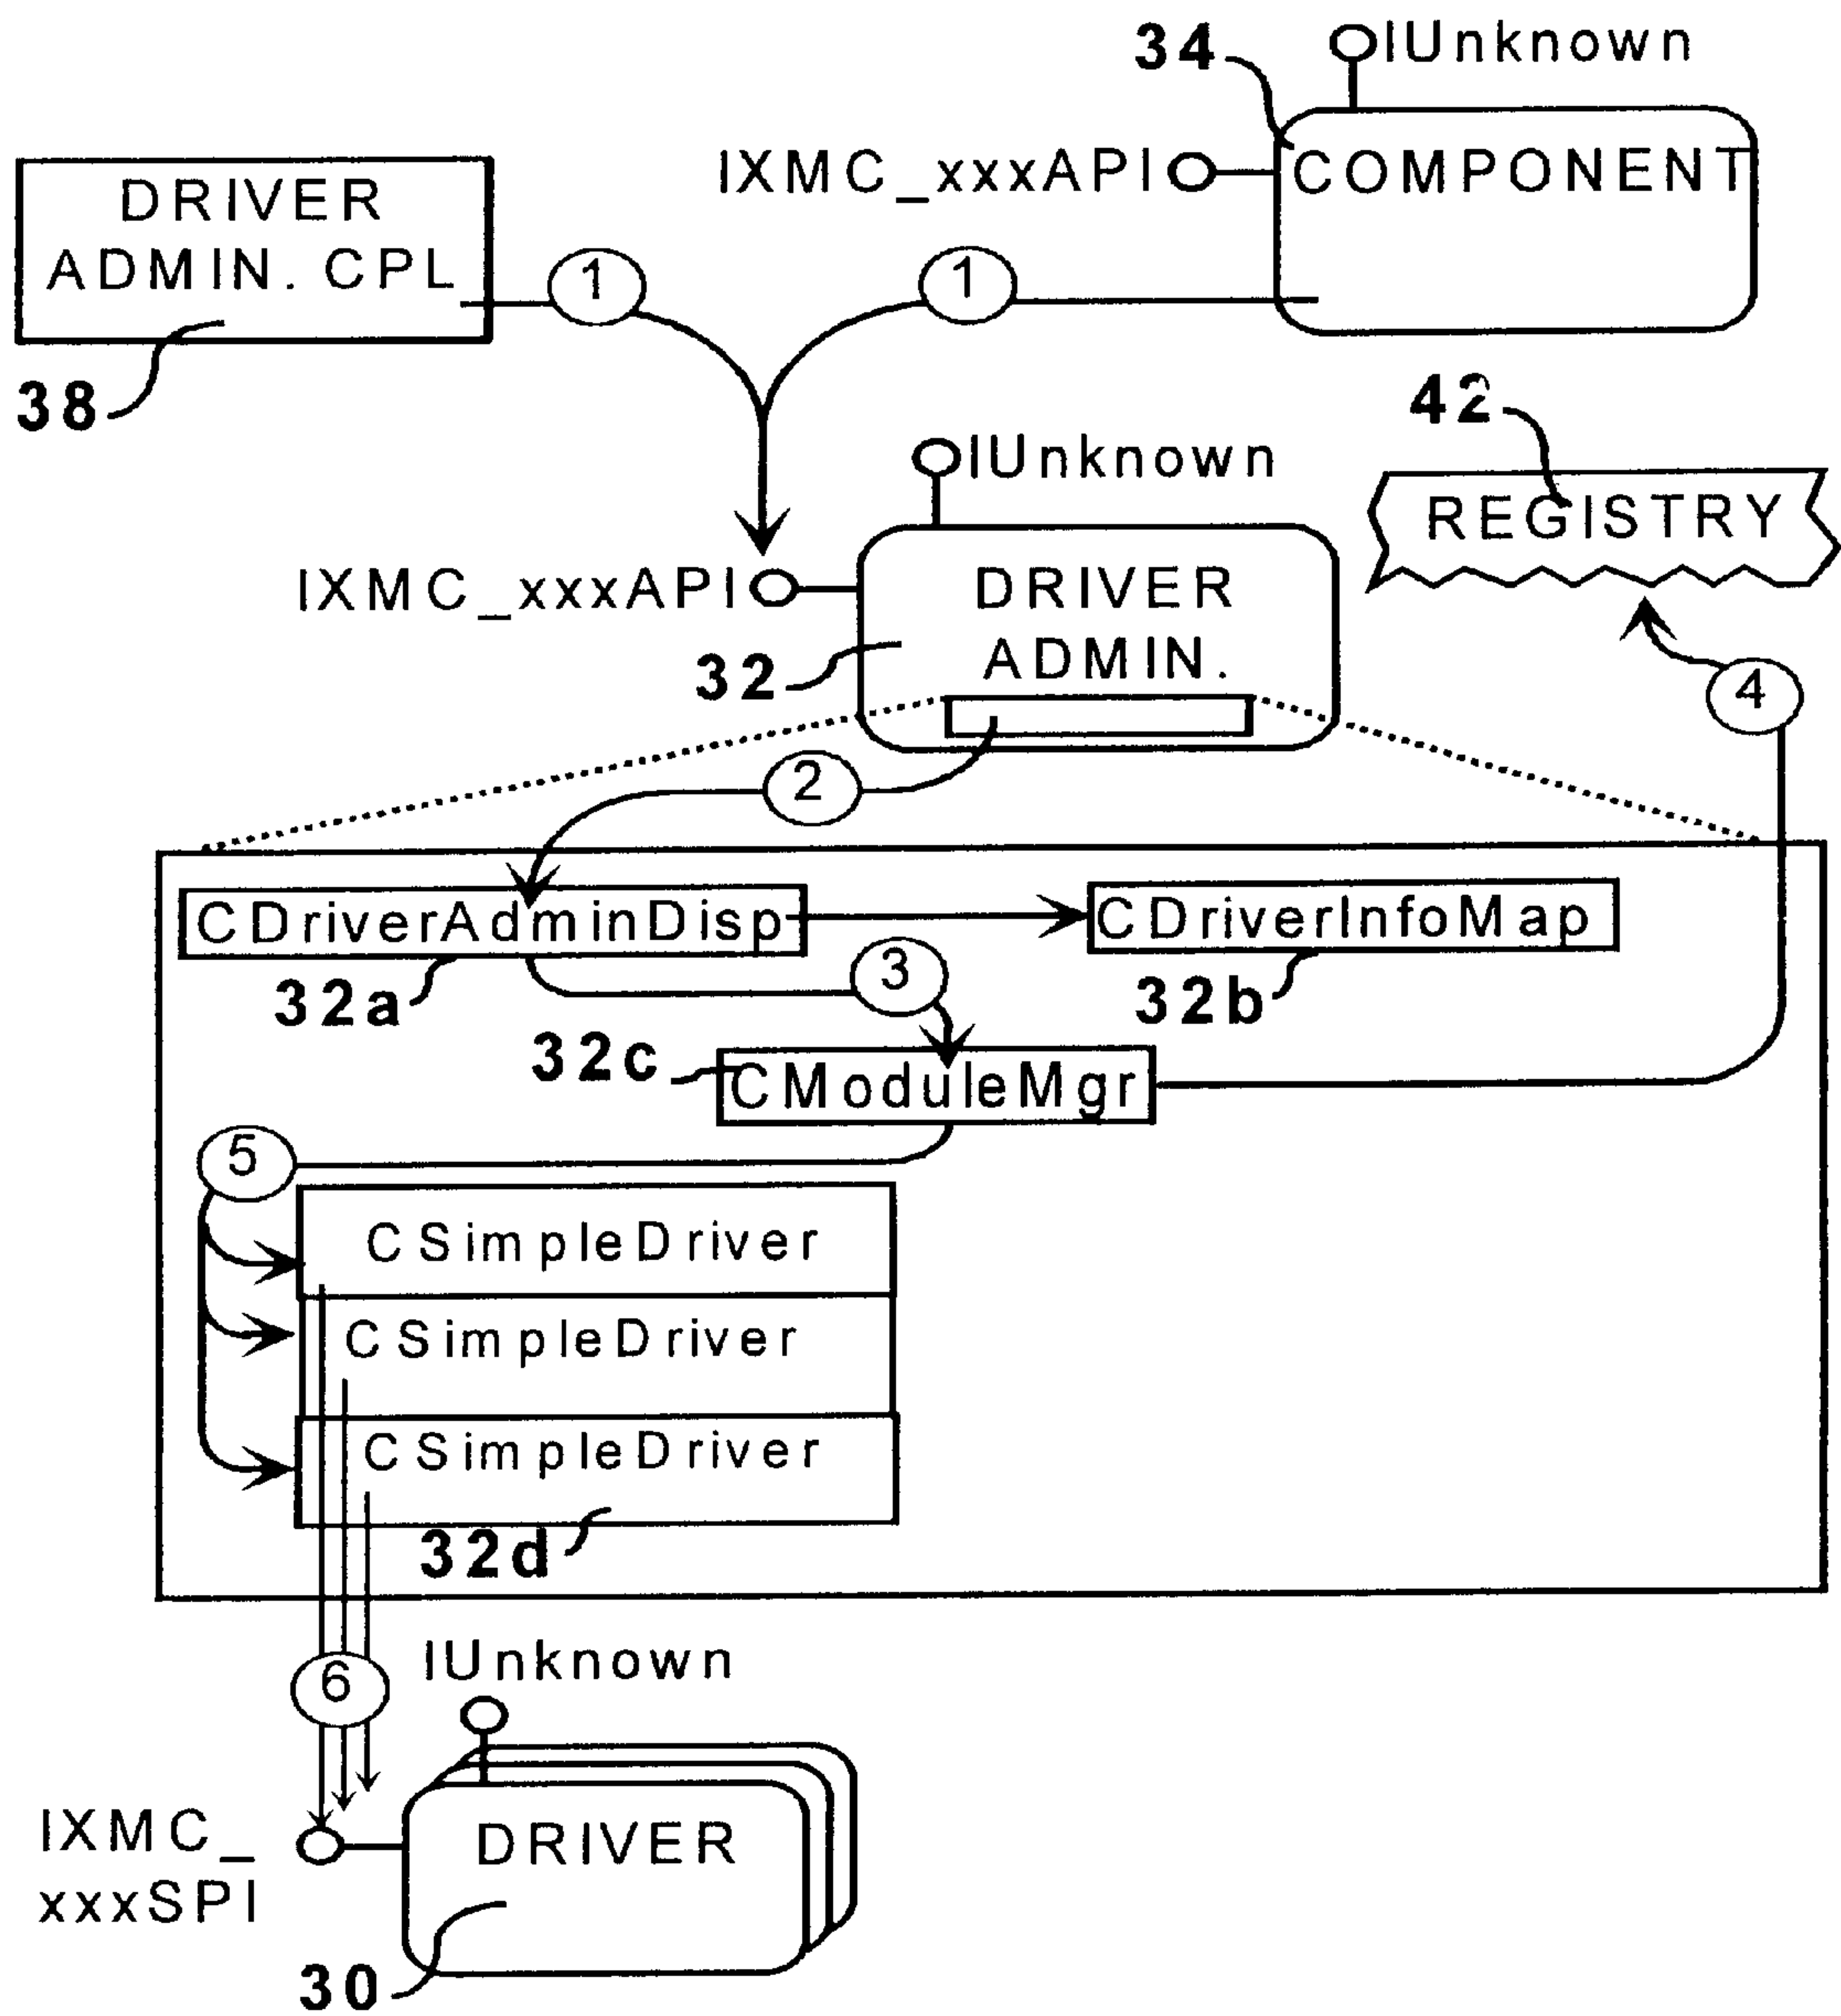 34
IUnknown
IXMC_xxxAPI
COMPONENT
DRIVER
ADMIN. CPL
1
1
38
42
IUnknown
REGISTRY
IXMC_xxxAPI
DRIVER
ADMIN.
32
4
2
CDriverAdminDisp
CDriverInfoMap
3
32a
32b
32c
CModuleMgr
5
CSimpleDriver
CSimpleDriver
CSimpleDriver
32d
IUnknown
6
IXMC_
xxxSPI
DRIVER
30